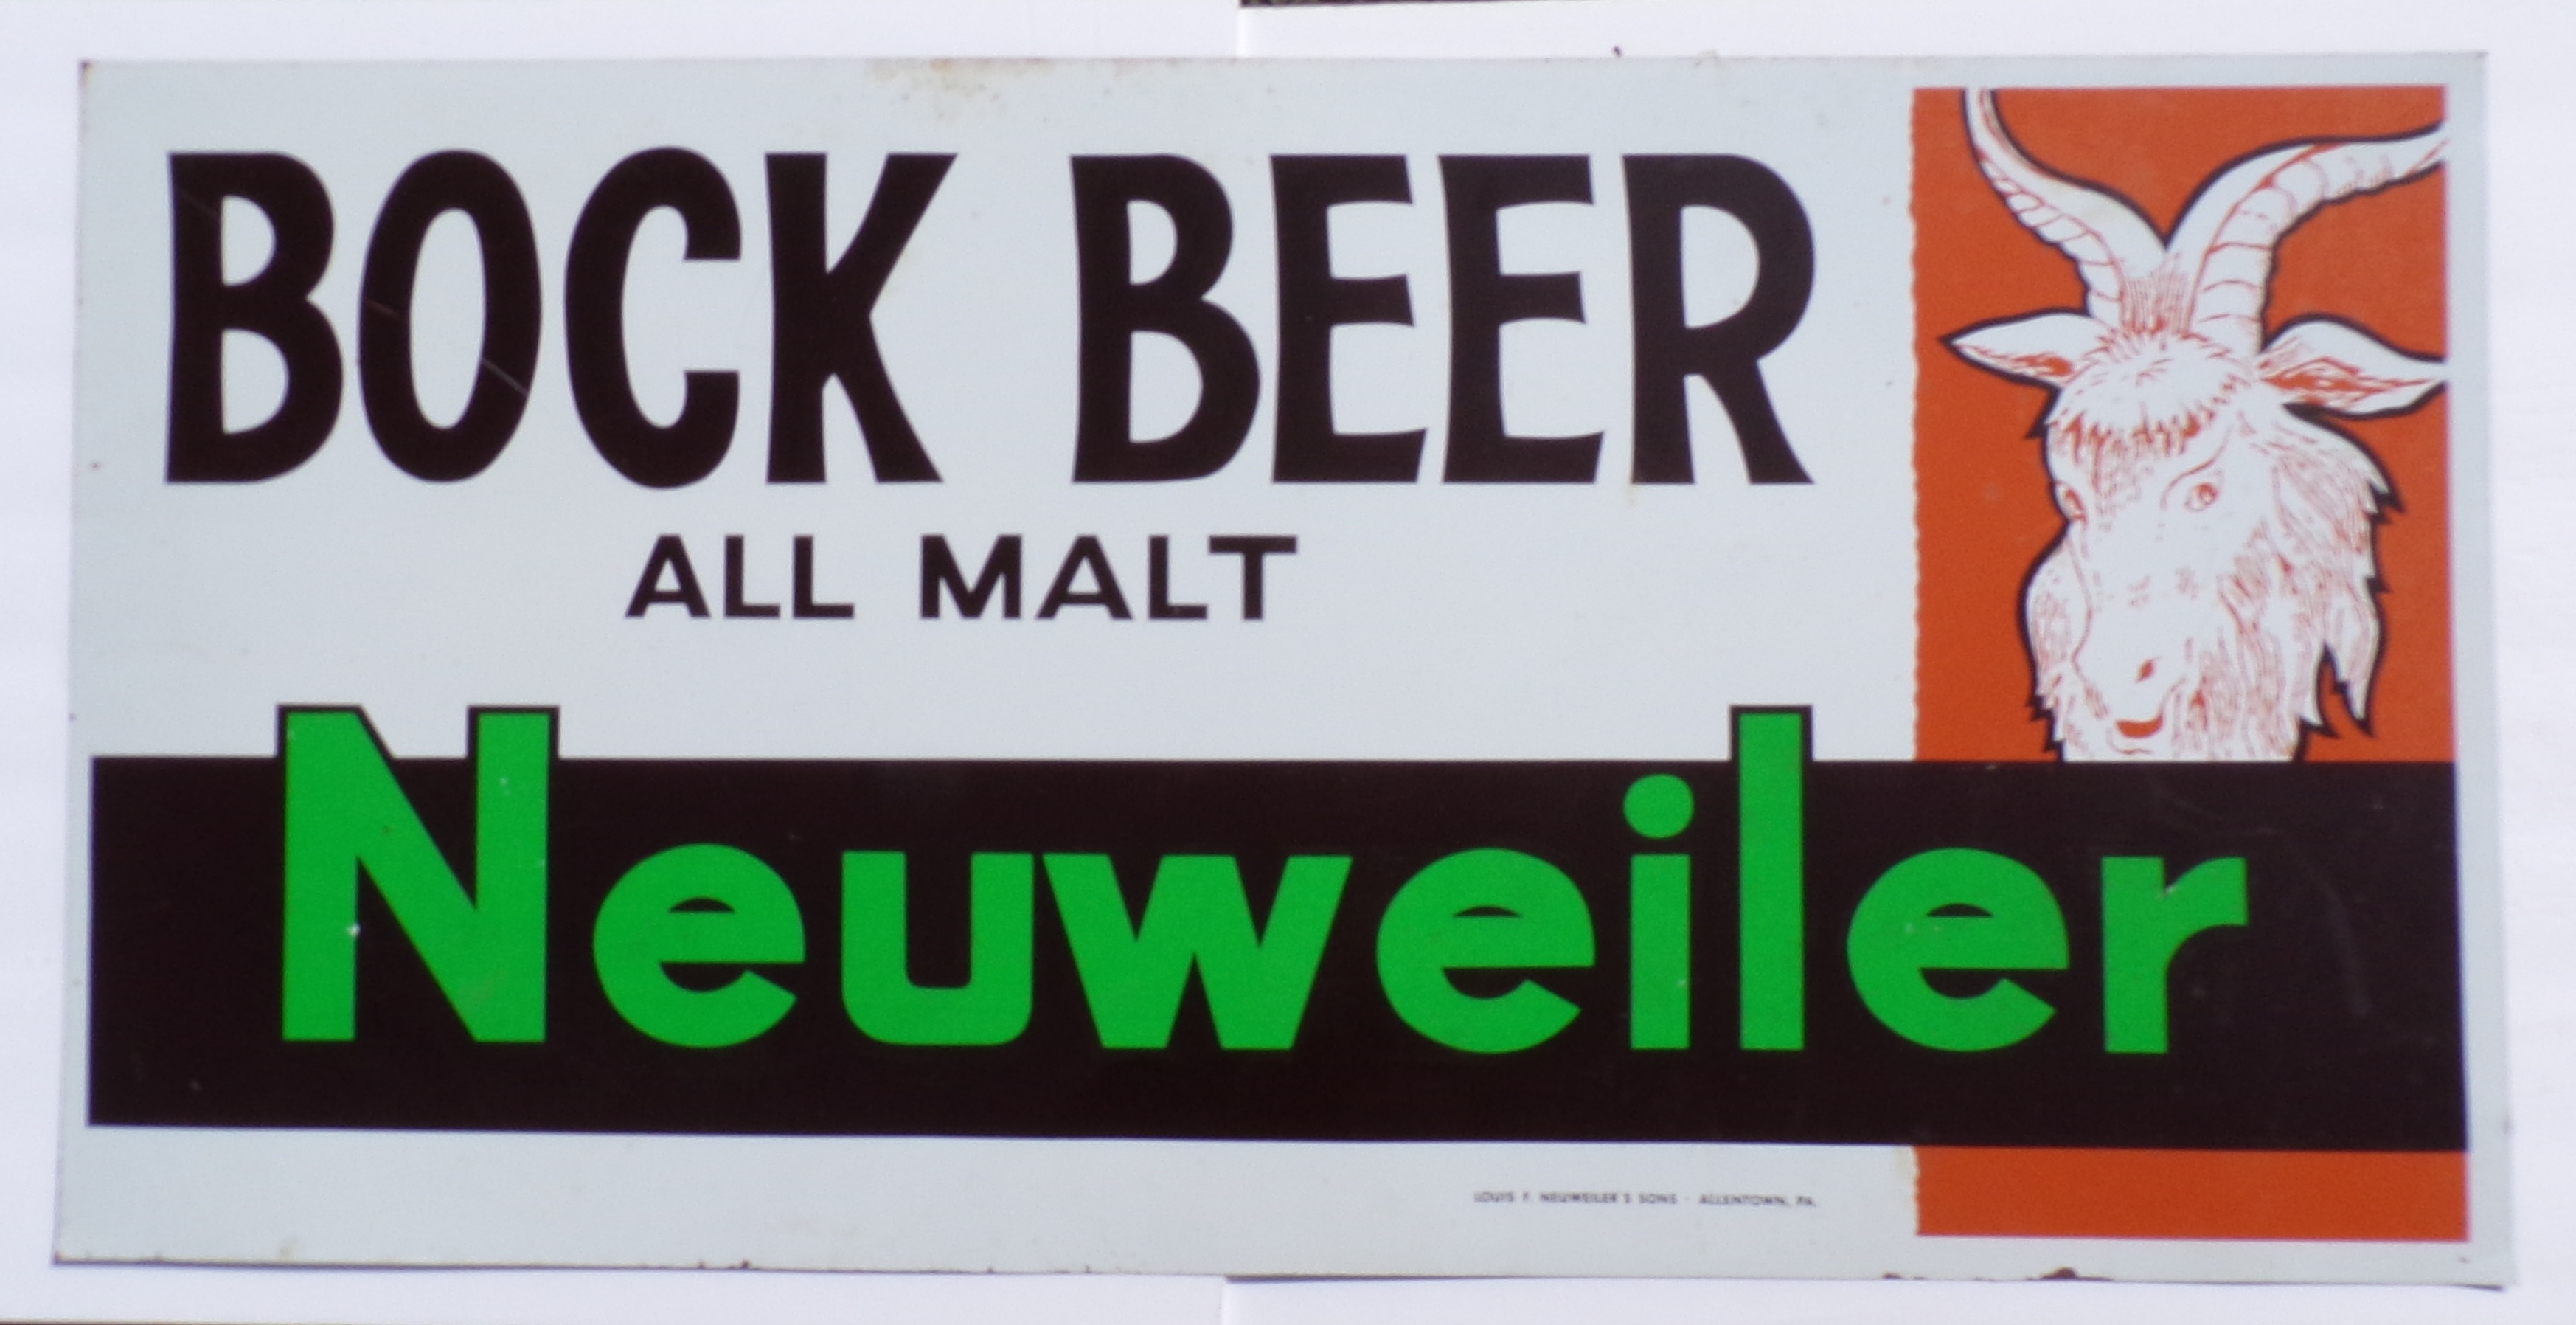 BOCK BEER
ALL MALT
Neuweiler
LOUIS F. NEUWEILER'S SONS - ALLENTOWN, PA.